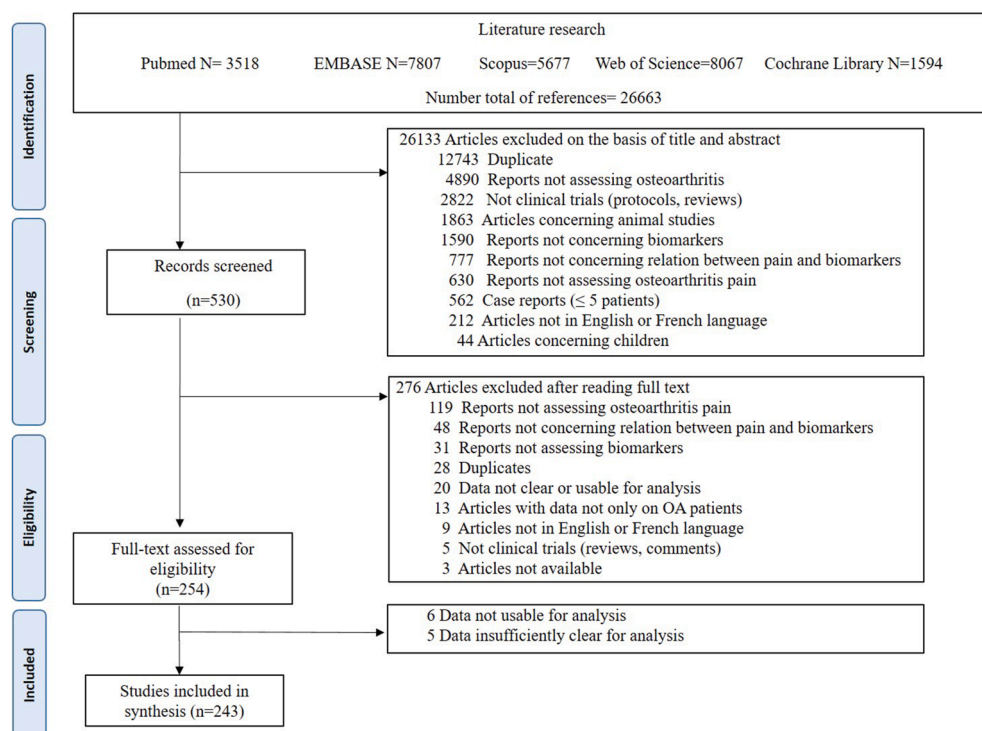 Literature research
Pubmed N= 3518 EMBASE N=7807 Scopus=5677 Web of Science=8067 Cochrane Library N=1594
Number total of references= 26663
Identification
26133 Articles excluded on the basis of title and abstract
12743 Duplicate
4890 Reports not assessing osteoarthritis
2822 Not clinical trials (protocols, reviews)
1863 Articles concerning animal studies
1590 Reports not concerning biomarkers
777 Reports not concerning relation between pain and biomarkers
630 Reports not assessing osteoarthritis pain
562 Case reports (≤ 5 patients)
212 Articles not in English or French language
44 Articles concerning children
Screening
Records screened
(n=530)
276 Articles excluded after reading full text
119 Reports not assessing osteoarthritis pain
48 Reports not concerning relation between pain and biomarkers
31 Reports not assessing biomarkers
28 Duplicates
20 Data not clear or usable for analysis
13 Articles with data not only on OA patients
9 Articles not in English or French language
5 Not clinical trials (reviews, comments)
3 Articles not available
Eligibility
Full-text assessed for
eligibility
(n=254)
6 Data not usable for analysis
5 Data insufficiently clear for analysis
Included
Studies included in
synthesis (n=243)